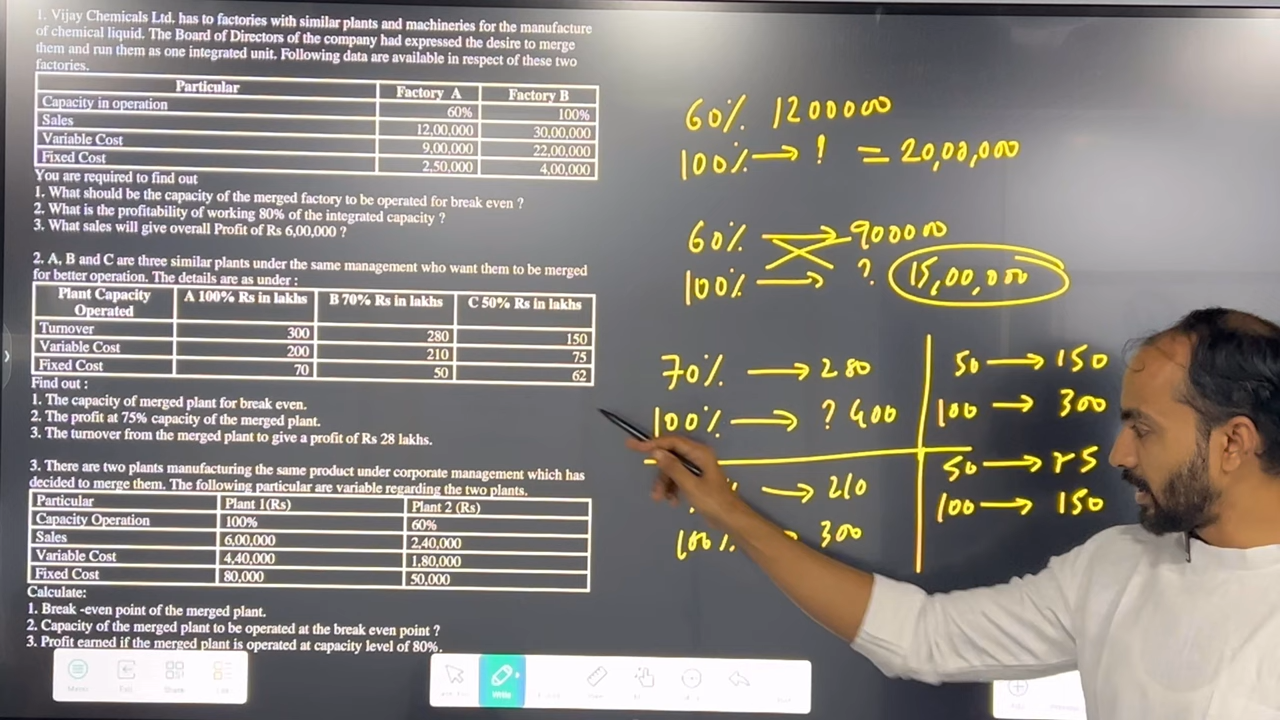 1. Vijay Chemicals Ltd. has to factories with similar plants and machineries for the manufacture
of chemical liquid. The Board of Directors of the company had expressed the desire to merge
them and run them as one integrated unit. Following data are available in respect of these two
factories.
Particular Factory A Factory B
Capacity in operation 60% 100%
Sales 12,00,000 30,00,000
Variable Cost 9,00,000 22,00,000
Fixed Cost 2,50,000 4,00,000
You are required to find out
1. What should be the capacity of the merged factory to be operated for break even ?
2. What is the profitability of working 80% of the integrated capacity ?
3. What sales will give overall Profit of Rs 6,00,000 ?
2. A, B and C are three similar plants under the same management who want them to be merged
for better operation. The details are as under :
Plant Capacity Operated A 100% Rs in lakhs B 70% Rs in lakhs C 50% Rs in lakhs
Turnover 300 280 150
Variable Cost 200 210 75
Fixed Cost 70 50 62
Find out :
1. The capacity of merged plant for break even.
2. The profit at 75% capacity of the merged plant.
3. The turnover from the merged plant to give a profit of Rs 28 lakhs.
3. There are two plants manufacturing the same product under corporate management which has
decided to merge them. The following particular are variable regarding the two plants.
Particular Plant 1(Rs) Plant 2 (Rs)
Capacity Operation 100% 60%
Sales 6,00,000 2,40,000
Variable Cost 4,40,000 1,80,000
Fixed Cost 80,000 50,000
Calculate:
1. Break -even point of the merged plant.
2. Capacity of the merged plant to be operated at the break even point ?
3. Profit earned if the merged plant is operated at capacity level of 80%.
60% 1200000
100% → ? = 20,00,000
60% → 900000
100% → ? 15,00,000
70% → 280
100% → ? 400
→ 210
100% 300
50 → 150
100 → 300
50 → 75
100 → 150
Share
Write